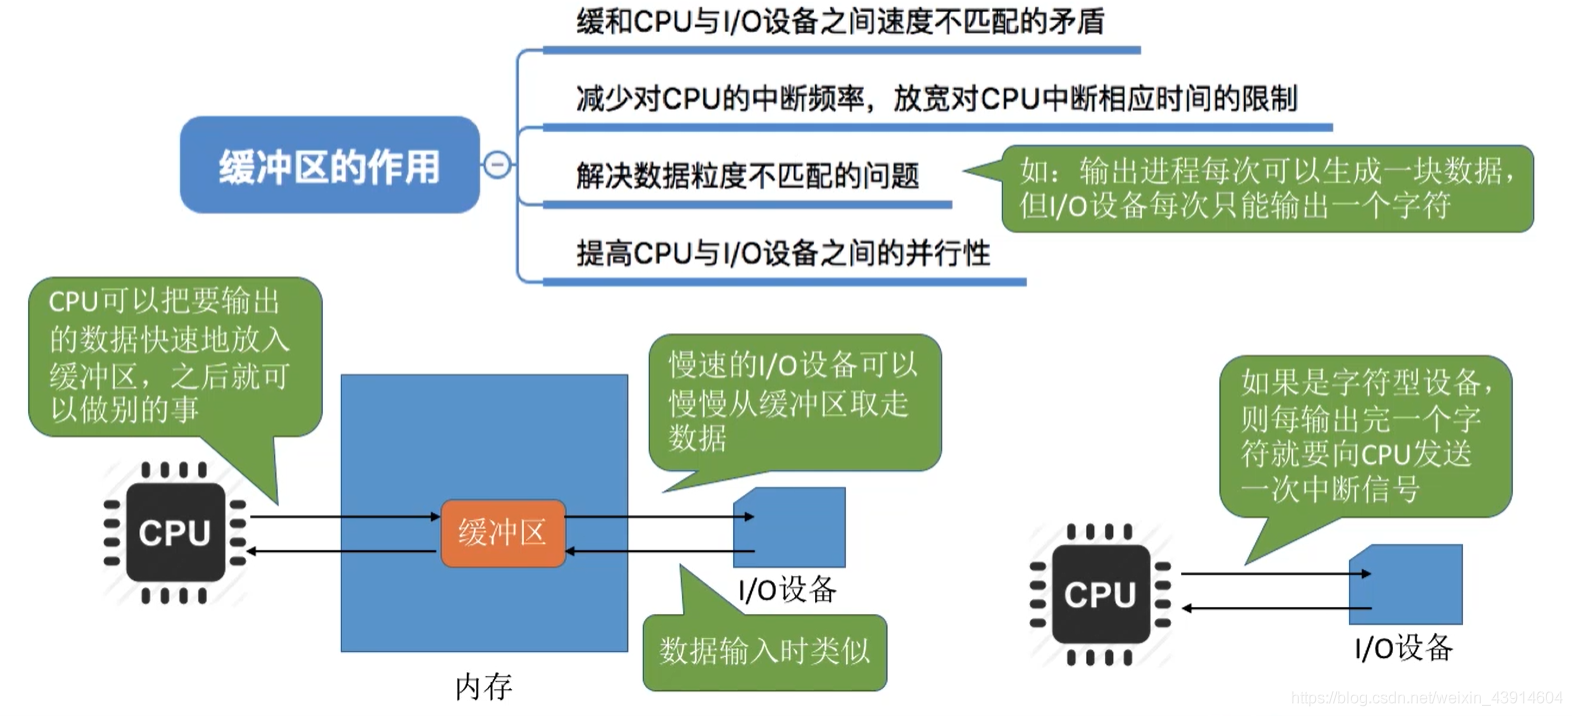 缓和CPU与I/O设备之间速度不匹配的矛盾
减少对CPU的中断频率，放宽对CPU中断相应时间的限制
缓冲区的作用
解决数据粒度不匹配的问题
如：输出进程每次可以生成一块数据，
但I/O设备每次只能输出一个字符
提高CPU与I/O设备之间的并行性
CPU可以把要输出
的数据快速地放入
缓冲区，之后就可
以做别的事
慢速的I/O设备可以
慢慢从缓冲区取走
数据
如果是字符型设备，
则每输出完一个字
符就要向CPU发送
一次中断信号
CPU
缓冲区
I/O设备
数据输入时类似
内存
CPU
I/O设备
https://blog.csdn.net/weixin_43914604